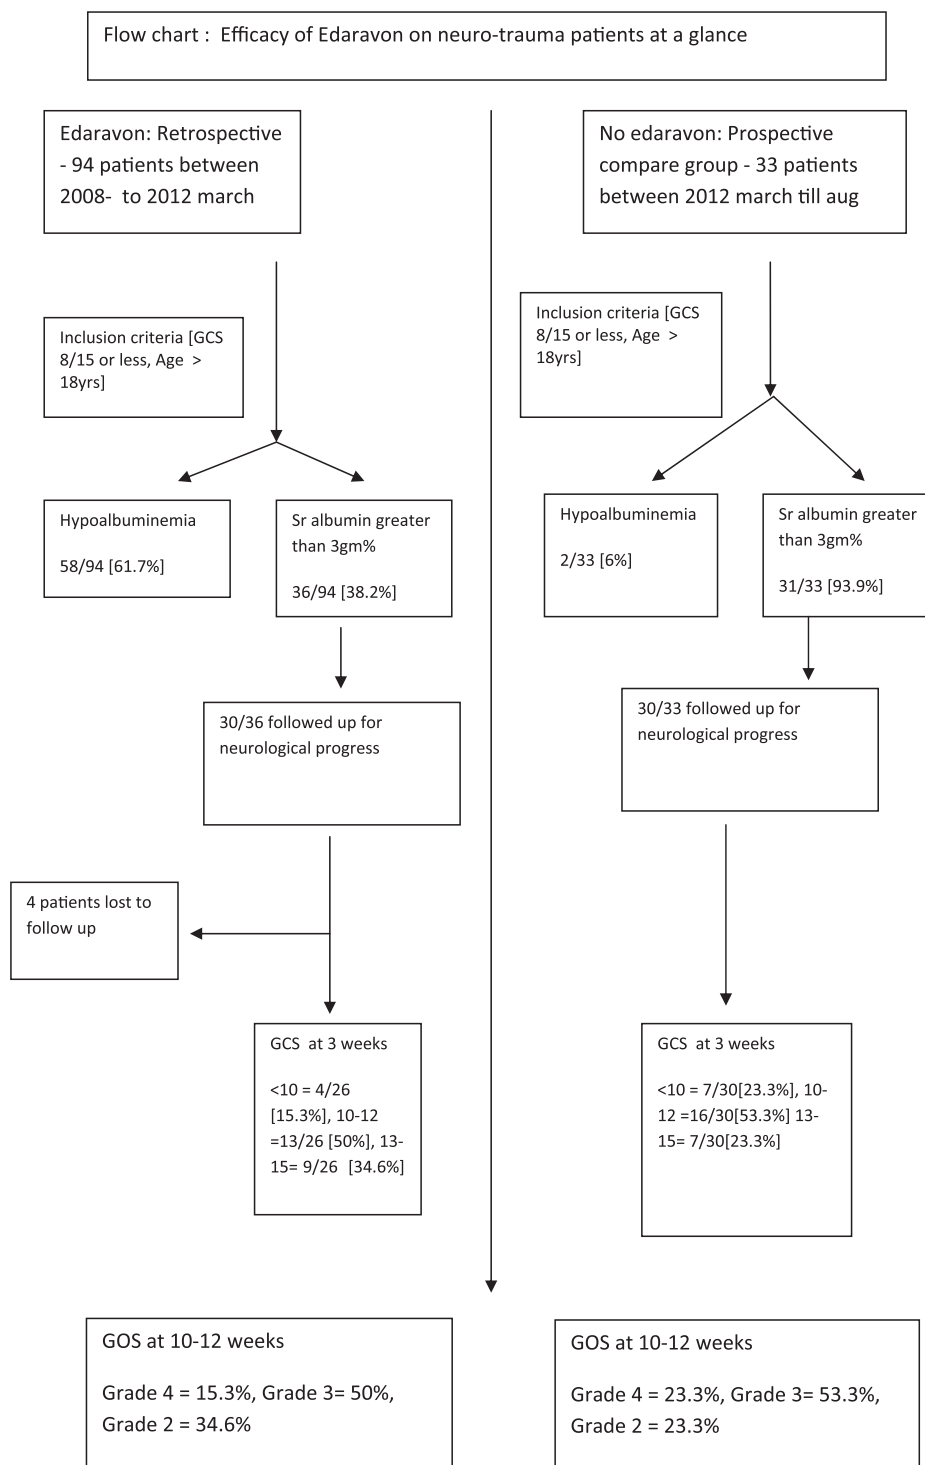 Flow chart :  Efficacy of Edaravon on neuro-trauma patients at a glance
Edaravon: Retrospective
- 94 patients between
2008-  to 2012 march
No edaravon: Prospective
compare group - 33 patients
between 2012 march till aug
Inclusion criteria [GCS
8/15 or less, Age  >
18yrs]
Inclusion criteria [GCS
8/15 or less, Age  >
18yrs]
Hypoalbuminemia
58/94 [61.7%]
Sr albumin greater
than 3gm%
36/94 [38.2%]
Hypoalbuminemia
2/33 [6%]
Sr albumin greater
than 3gm%
31/33 [93.9%]
30/36 followed up for
neurological progress
30/33 followed up for
neurological progress
4 patients lost to
follow up
GCS  at 3 weeks
<10 = 4/26
[15.3%], 10-12
=13/26 [50%], 13-
15= 9/26  [34.6%]
GCS  at 3 weeks
<10 = 7/30[23.3%], 10-
12 =16/30[53.3%] 13-
15= 7/30[23.3%]
GOS at 10-12 weeks
Grade 4 = 15.3%, Grade 3= 50%,
Grade 2 = 34.6%
GOS at 10-12 weeks
Grade 4 = 23.3%, Grade 3= 53.3%,
Grade 2 = 23.3%